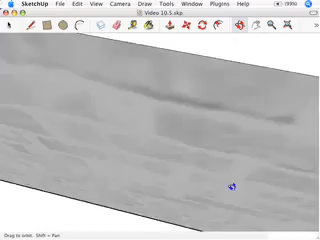 SketchUp File Edit View Camera Draw Tools Window Plugins Help (99%)
Video 10.5.skp
Drag to orbit. Shift = Pan